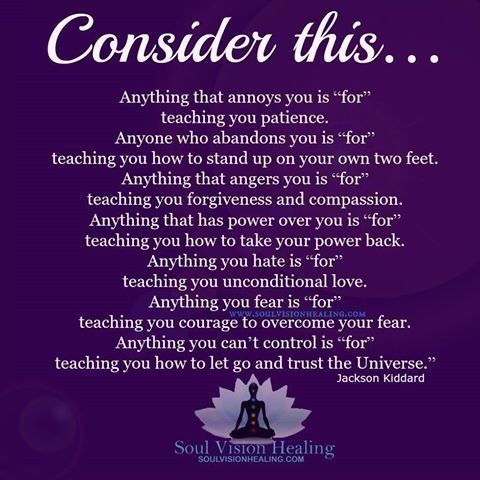 Consider this...
Anything that annoys you is “for”
teaching you patience.
Anyone who abandons you is “for”
teaching you how to stand up on your own two feet.
Anything that angers you is “for”
teaching you forgiveness and compassion.
Anything that has power over you is “for”
teaching you how to take your power back.
Anything you hate is “for”
teaching you unconditional love.
Anything you fear is “for”
WWW.SOULVISIONHEALING.COM
teaching you courage to overcome your fear.
Anything you can’t control is “for”
teaching you how to let go and trust the Universe.”
Jackson Kiddard
Soul Vision Healing
SOULVISIONHEALING.COM